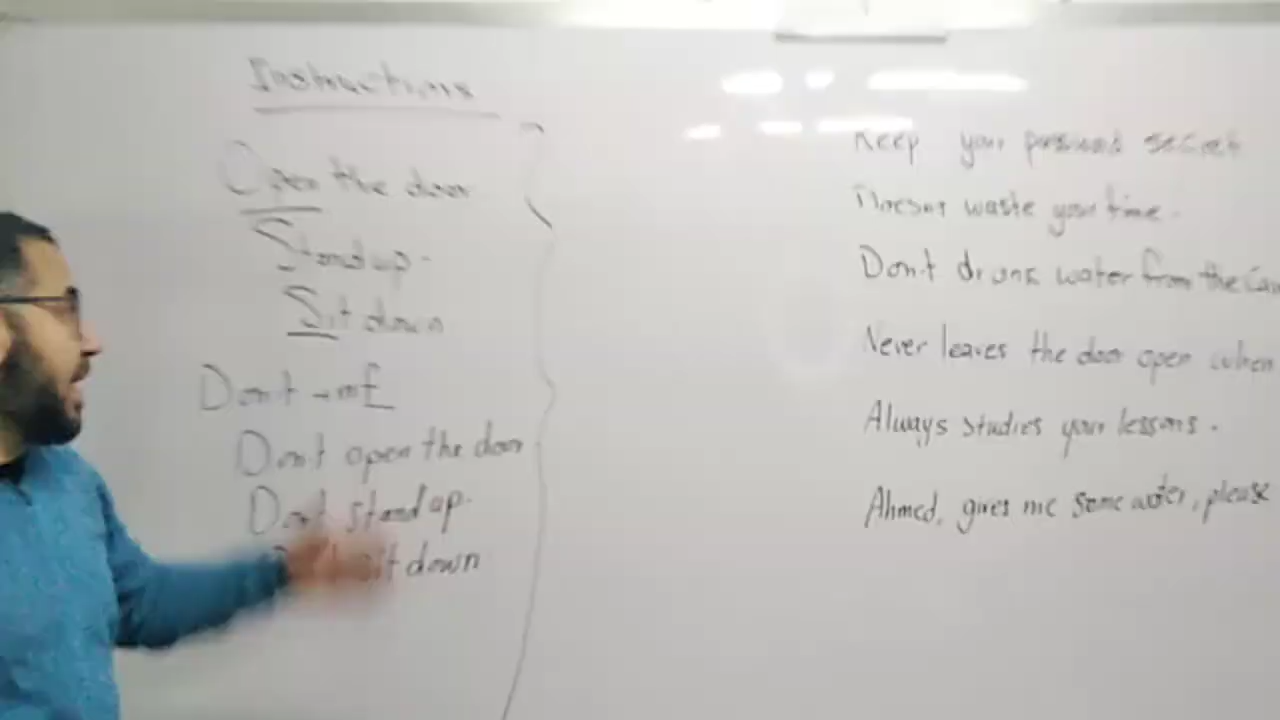 Instructions
Open the door
Stand up.
Sit down
Don't
Don't open the door
Don't stand up.
sit down
Keep your password secret
Doesn't waste your time.
Don't drank water from the
Never leaves the door open when
Always studies your lessons.
Ahmed, gives me some water, please